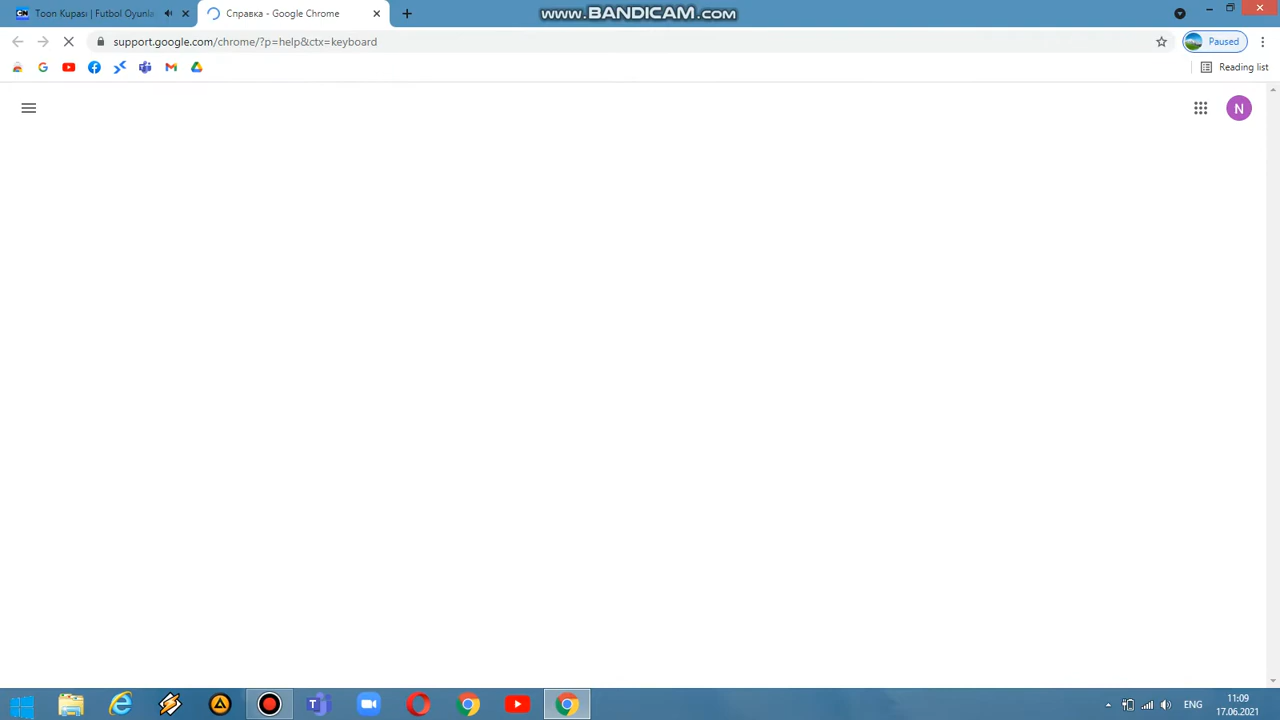 Toon Kupası | Futbol Oyunla
Справка - Google Chrome
WWW.BANDICAM.COM
support.google.com/chrome/?p=help&ctx=keyboard
Paused
Reading list
N
ENG
11:09
17.06.2021